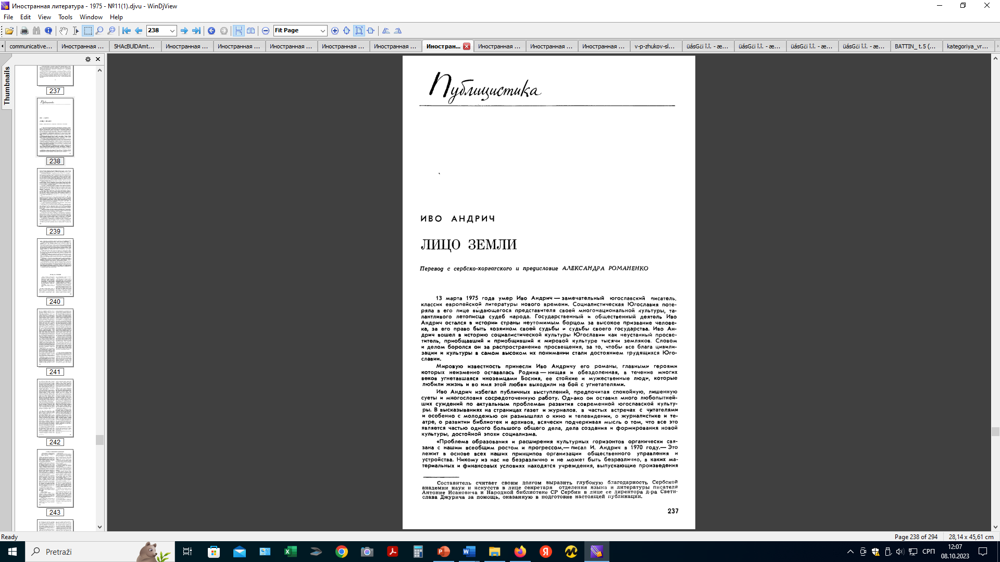 Иностранная литература - 1975 - №11(1).djvu - WinDjView
File Edit View Tools Window Help
238 Fit Page
communicative... Иностранная ... 5HAcBUlDAmt... Иностранная ... Иностранная ... Иностранная ... Иностранная ... Иностранная ... Иностран... Иностранная ... Иностранная ... Иностранная ... v-p-zhukov-sl... BATTIN_ t.5 (... kategoriya_vr...
Thumbnails
237
238
239
240
241
242
243
Публицистика
ИВО АНДРИЧ
ЛИЦО ЗЕМЛИ
Перевод с сербско-хорватского и предисловие АЛЕКСАНДРА РОМАНЕНКО
13 марта 1975 года умер Иво Андрич — замечательный югославский писатель,
классик европейской литературы нового времени. Социалистическая Югославия поте-
ряла в его лице выдающегося представителя своей многонациональной культуры, та-
лантливого летописца судеб народа. Государственный и общественный деятель Иво
Андрич остался в истории страны неутомимым борцом за высокое призвание челове-
ка, за его право быть хозяином своей судьбы и судьбы своего государства. Иво Ан-
дрич вошел в историю социалистической культуры Югославии как неустанный просве-
титель, приобщавший и приобщивший к мировой культуре тысячи земляков. Словом
и делом боролся он за распространение просвещения, за то, чтобы все блага цивили-
зации и культуры в самом высоком их понимании стали достоянием трудящихся Юго-
славии.
Мировую известность принесли Иво Андричу его романы, главными героями
которых неизменно оставалась Родина — нищая и обездоленная, в течение многих
веков угнетавшаяся иноземцами Босния, ее стойкие и мужественные люди, которые
любили жизнь и во имя этой любви выходили на бой с угнетателями.
Иво Андрич избегал публичных выступлений, предпочитая спокойную, лишенную
суеты и многословия сосредоточенную работу. Однако он оставил много любопытней-
ших суждений по актуальным проблемам развития современной югославской культу-
ры. В высказываниях на страницах газет и журналов, в частых встречах с читателями
и особенно с молодежью он размышлял о кино и телевидении, о журналистике и те-
атре, о развитии библиотек и архивов, всячески подчеркивая мысль о том, что все это
является частью одного большого общего дела, дела создания и формирования новой
культуры, достойной эпохи социализма.
«Проблема образования и расширения культурных горизонтов органически свя-
зана с нашим всеобщим ростом и прогрессом,— писал И. Андрич в 1970 году.— Это
лежит в основе всех наших принципов организации общественного управления и
устройства. Никому из нас не безразлично и не может быть безразлично, в каких ма-
териальных и финансовых условиях находятся учреждения, выпускающие произведения
Составитель считает своим долгом выразить глубокую благодарность Сербской
академии наук и искусств в лице секретаря отделения языка и литературы писателя
Антоние Исаковича и Народной библиотеке СР Сербии в лице ее директора д-ра Свети-
слава Джурича за помощь, оказанную в подготовке настоящей публикации.
237
Ready Page 238 of 294 28,14 x 45,61 cm
Pretraži СРП 12:07
08.10.2023